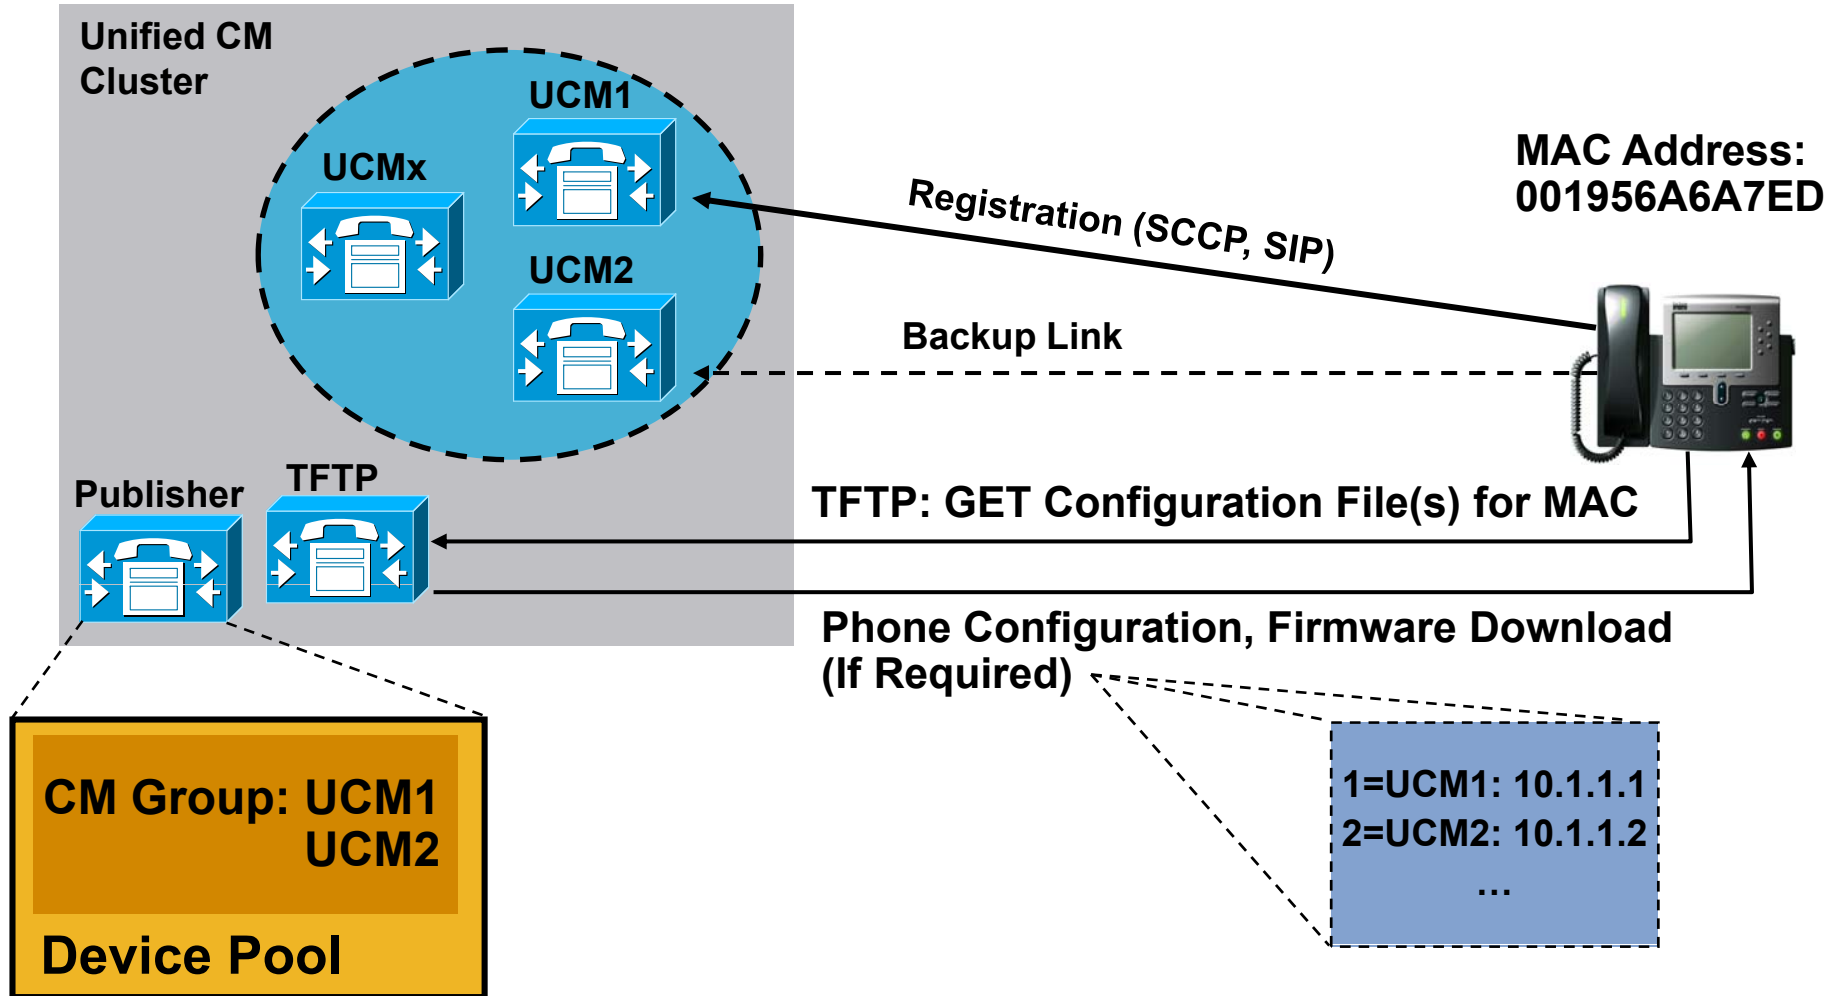 Unified CM
Cluster
UCM1
UCMx
UCM2
Publisher
TFTP
MAC Address:
001956A6A7ED
Registration (SCCP, SIP)
Backup Link
TFTP: GET Configuration File(s) for MAC
Phone Configuration, Firmware Download
(If Required)
1=UCM1: 10.1.1.1
2=UCM2: 10.1.1.2
…
CM Group: UCM1
UCM2
Device Pool